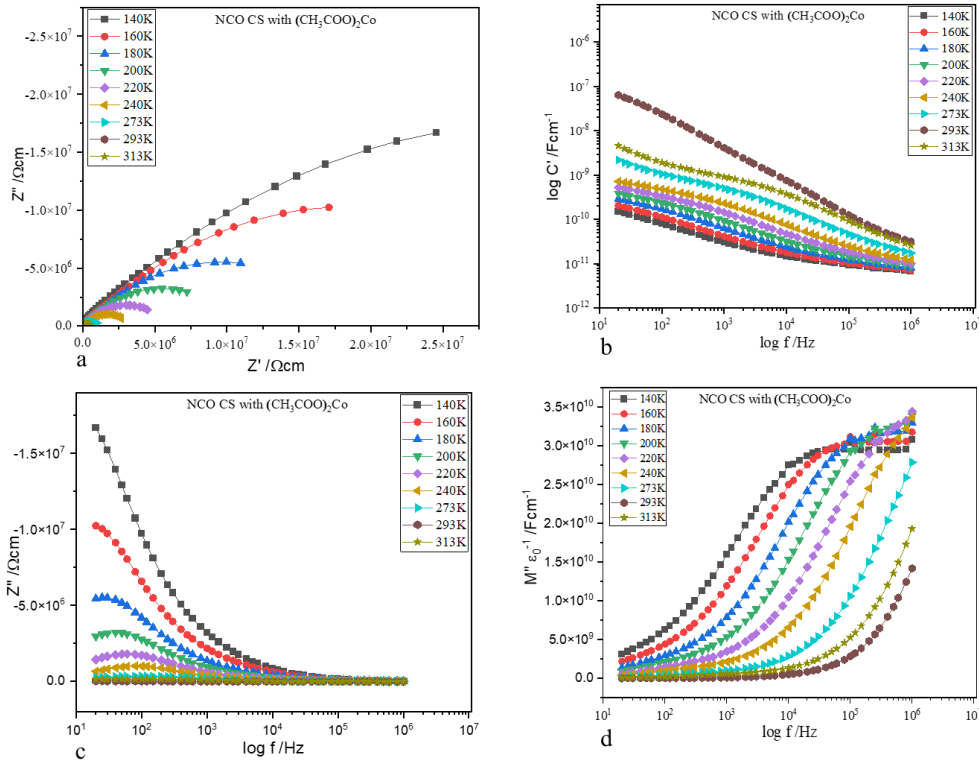 NCO CS with (CH₃COO)₂Co
140K
160K
180K
200K
220K
240K
273K
293K
313K
-2.5×10⁷
-2.0×10⁷
-1.5×10⁷
-1.0×10⁷
-5.0×10⁶
0.0
Z'' /Ωcm
0.0
5.0×10⁶
1.0×10⁷
1.5×10⁷
2.0×10⁷
2.5×10⁷
Z' /Ωcm
a
NCO CS with (CH₃COO)₂Co
140K
160K
180K
200K
220K
240K
273K
293K
313K
10⁻⁶
10⁻⁷
10⁻⁸
10⁻⁹
10⁻¹⁰
10⁻¹¹
10⁻¹²
log C' /Fcm⁻¹
10¹
10²
10³
10⁴
10⁵
10⁶
10⁷
log f /Hz
b
NCO CS with (CH₃COO)₂Co
140K
160K
180K
200K
220K
240K
273K
293K
313K
-1.5×10⁷
-1.0×10⁷
-5.0×10⁶
0.0
Z'' /Ωcm
10¹
10²
10³
10⁴
10⁵
10⁶
10⁷
log f /Hz
c
NCO CS with (CH₃COO)₂Co
140K
160K
180K
200K
220K
240K
273K
293K
313K
3.5×10¹⁰
3.0×10¹⁰
2.5×10¹⁰
2.0×10¹⁰
1.5×10¹⁰
1.0×10¹⁰
5.0×10⁹
0.0
M'' ε₀⁻¹ /Fcm⁻¹
10¹
10²
10³
10⁴
10⁵
10⁶
10⁷
log f /Hz
d